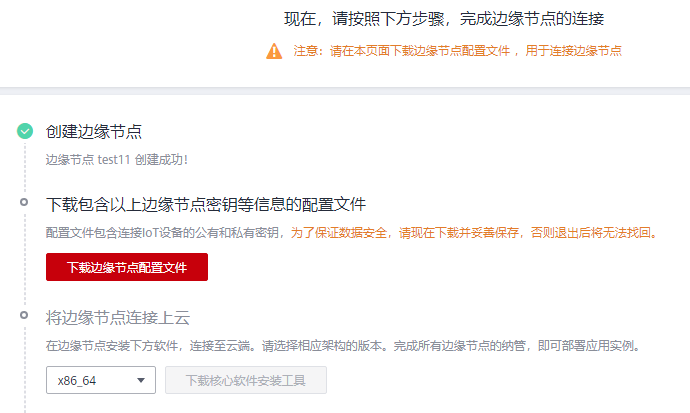 现在，请按照下方步骤，完成边缘节点的连接
注意：请在本页面下载边缘节点配置文件 ，用于连接边缘节点
创建边缘节点
边缘节点 test11 创建成功！
下载包含以上边缘节点密钥等信息的配置文件
配置文件包含连接IoT设备的公有和私有密钥，为了保证数据安全，请现在下载并妥善保存，否则退出后将无法找回。
下载边缘节点配置文件
将边缘节点连接上云
在边缘节点安装下方软件，连接至云端。请选择相应架构的版本。完成所有边缘节点的纳管，即可部署应用实例。
x86_64
下载核心软件安装工具